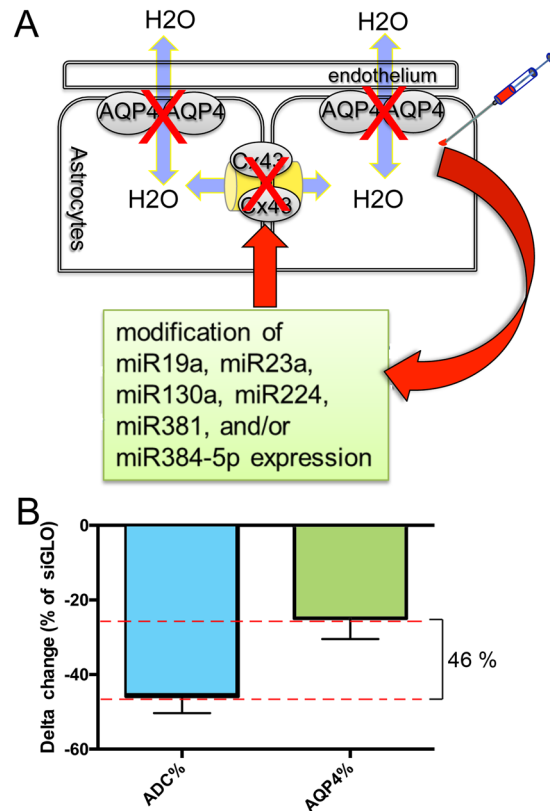 A
H2O
H2O
endothelium
AQP4
AQP4
AQP4
AQP4
Astrocytes
Cx43
Cx43
H2O
H2O
modification of
miR19a, miR23a,
miR130a, miR224,
miR381, and/or
miR384-5p expression
B
Delta change (% of siGLO)
0
-20
-40
-60
46 %
ADC%
AQP4%